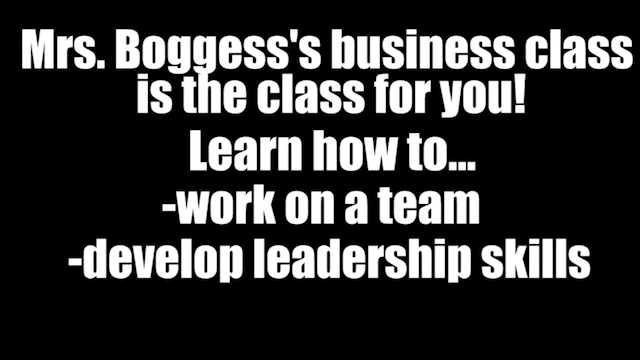 Mrs. Boggess's business class
is the class for you!
Learn how to...
-work on a team
-develop leadership skills